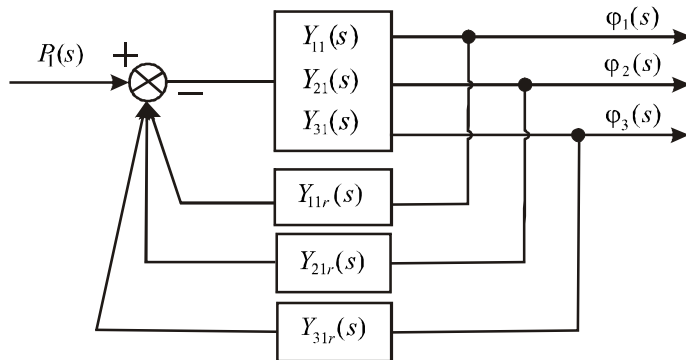 P₁(s)
+
−
Y₁₁(s)
Y₂₁(s)
Y₃₁(s)
φ₁(s)
φ₂(s)
φ₃(s)
Y₁₁ᵣ(s)
Y₂₁ᵣ(s)
Y₃₁ᵣ(s)